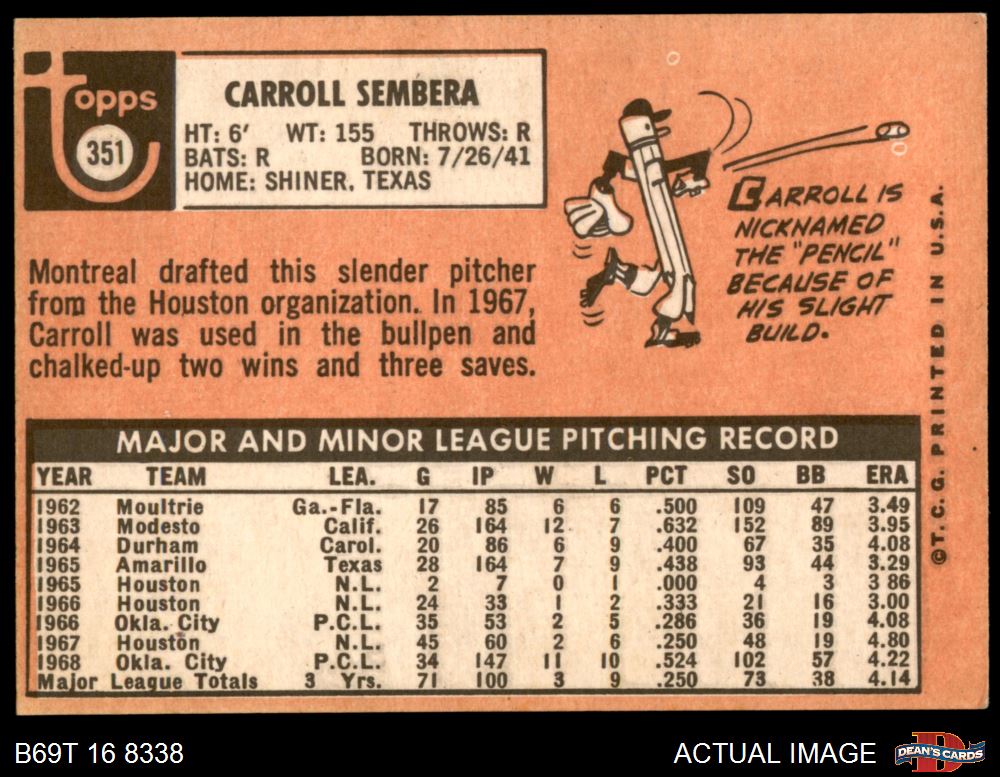 Topps
351
CARROLL SEMBERA
HT: 6' WT: 155 THROWS: R
BATS: R BORN: 7/26/41
HOME: SHINER, TEXAS
Montreal drafted this slender pitcher
from the Houston organization. In 1967,
Carroll was used in the bullpen and
chalked-up two wins and three saves.
CARROLL IS
NICKNAMED
THE "PENCIL"
BECAUSE OF
HIS SLIGHT
BUILD.
©T.C.G. PRINTED IN U.S.A.
MAJOR AND MINOR LEAGUE PITCHING RECORD
YEAR TEAM LEA. G IP W L PCT SO BB ERA
1962 Moultrie Ga.-Fla. 17 85 6 6 .500 109 47 3.49
1963 Modesto Calif. 26 164 12 7 .632 152 89 3.95
1964 Durham Carol. 20 86 6 9 .400 67 35 4.08
1965 Amarillo Texas 28 164 7 9 .438 93 44 3.29
1965 Houston N.L. 2 7 0 1 .000 4 3 3 86
1966 Houston N.L. 24 33 1 2 .333 21 16 3.00
1966 Okla. City P.C.L. 35 53 2 5 .286 36 19 4.08
1967 Houston N.L. 45 60 2 6 .250 48 19 4.80
1968 Okla. City P.C.L. 34 147 11 10 .524 102 57 4.22
Major League Totals 3 Yrs. 71 100 3 9 .250 73 38 4.14
B69T 16 8338
ACTUAL IMAGE
DEAN'S CARDS